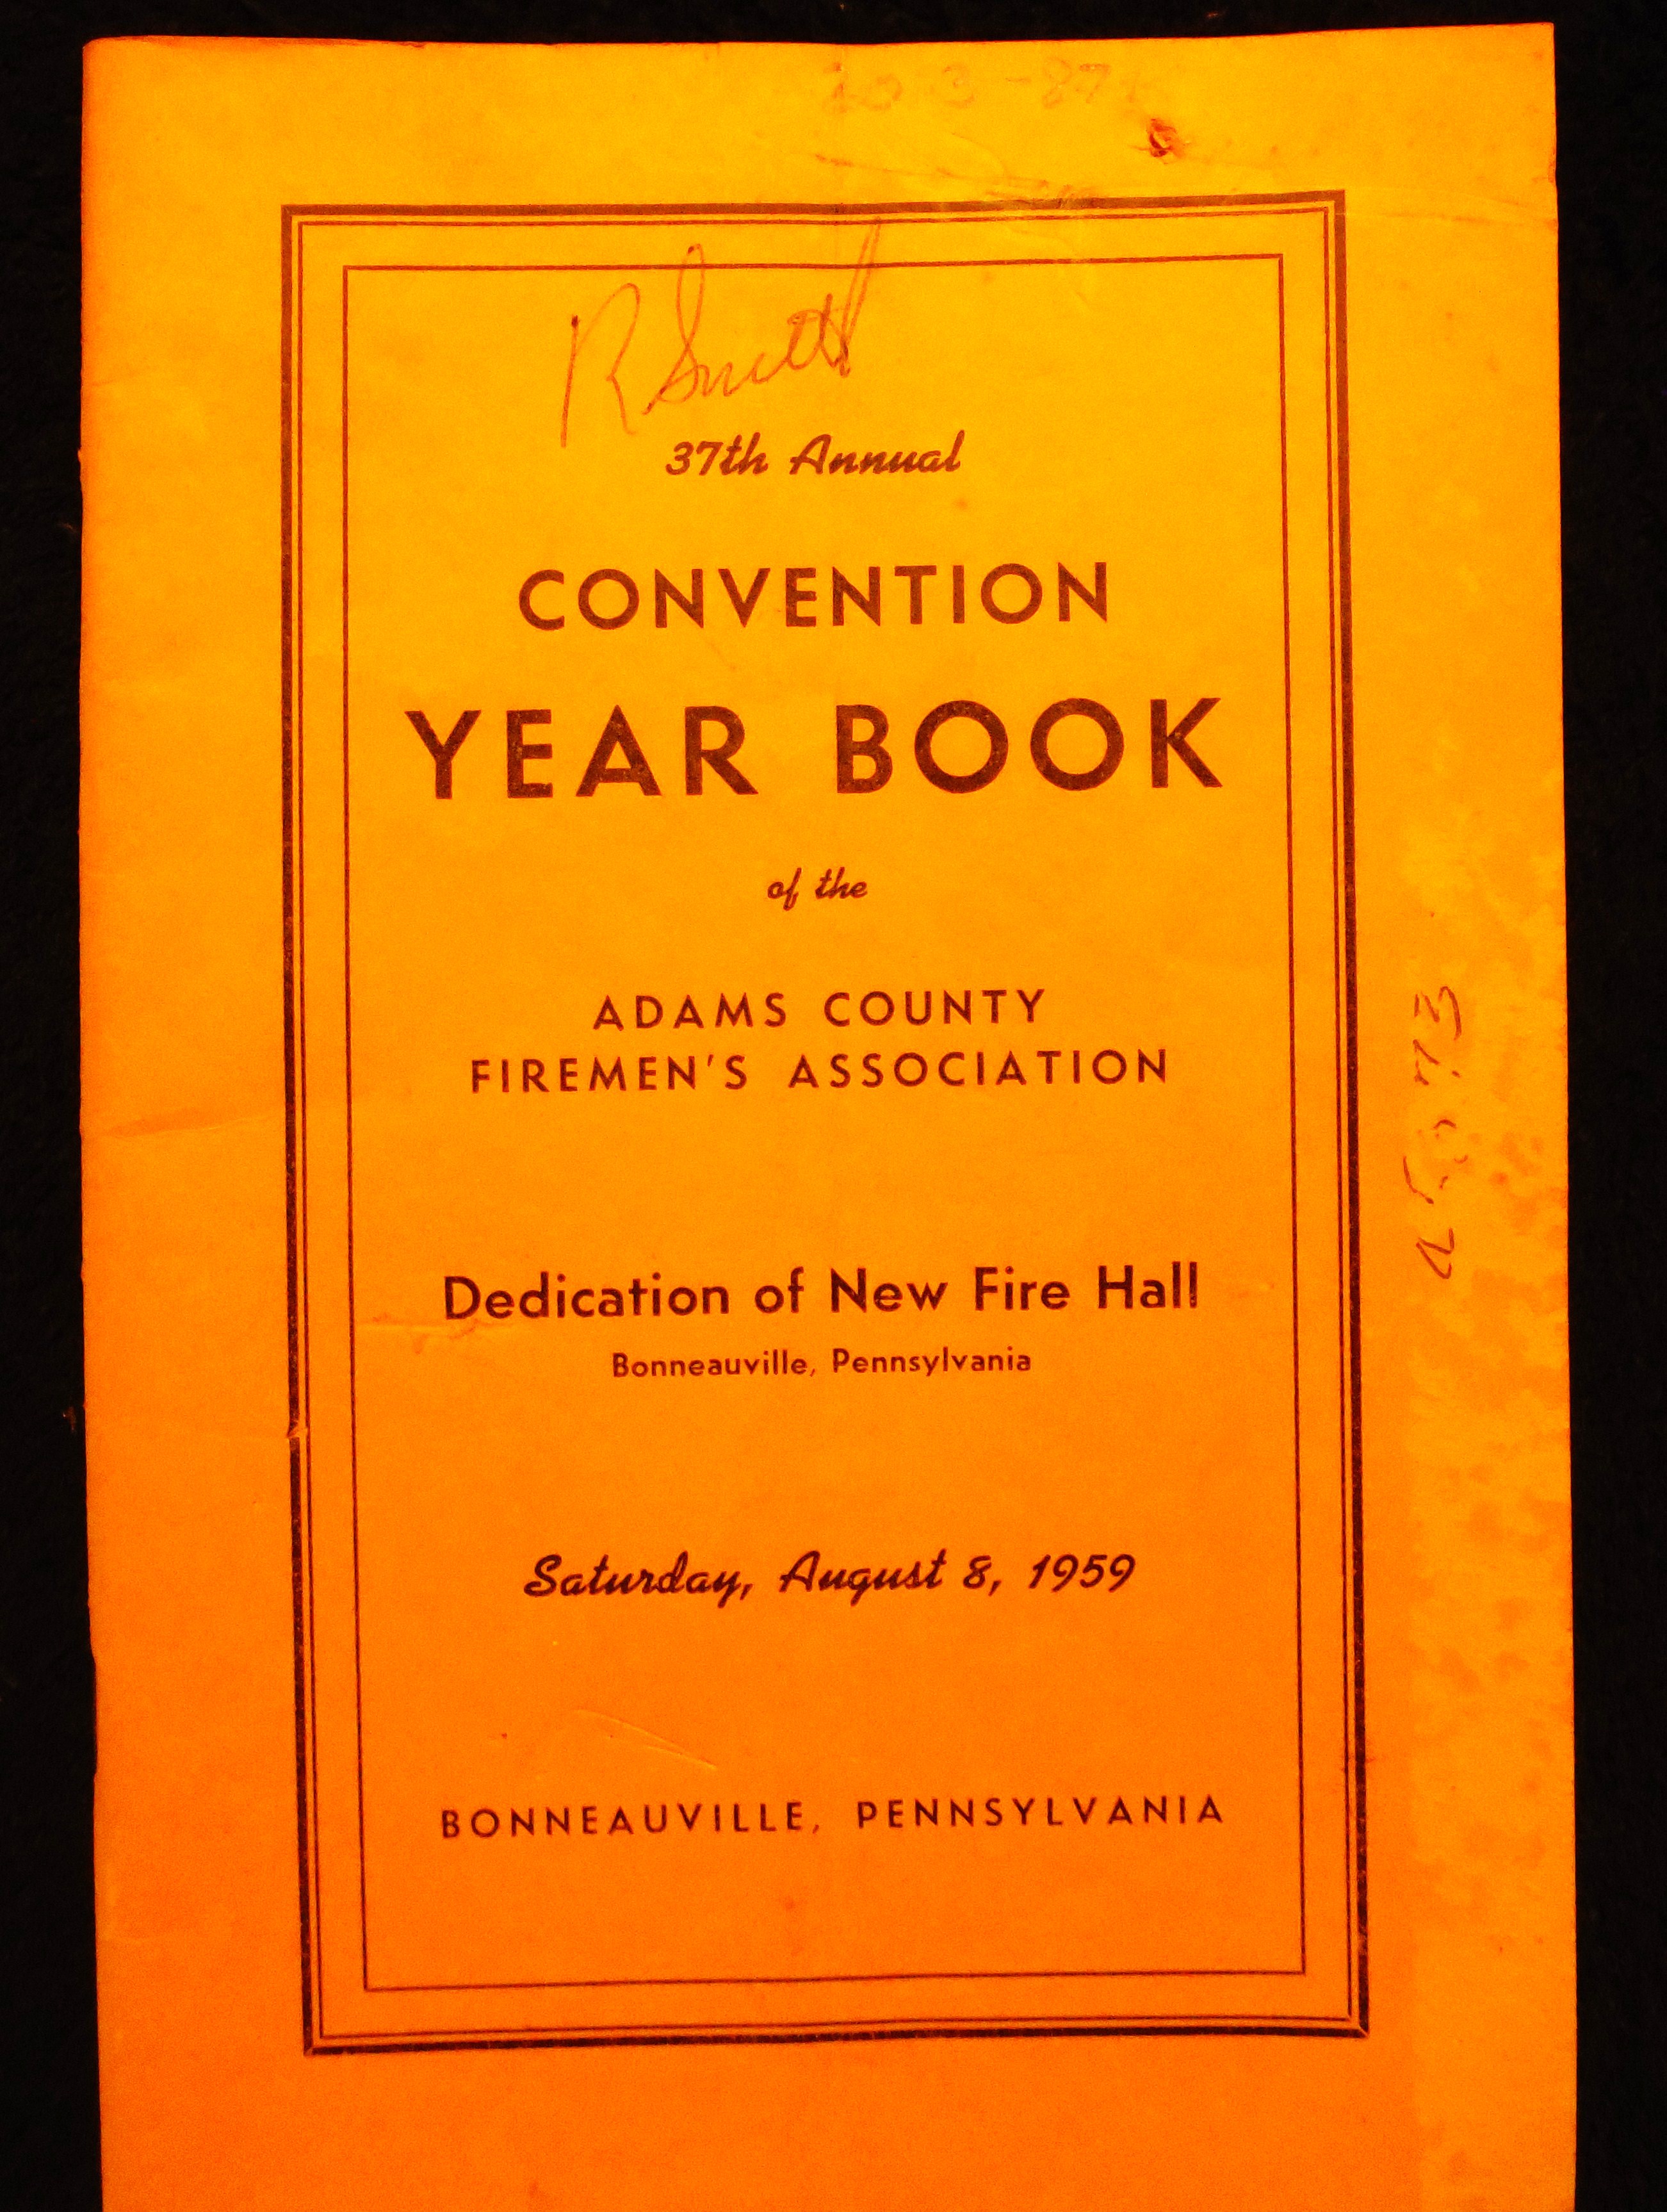 R Smith
37th Annual
CONVENTION
YEAR BOOK
of the
ADAMS COUNTY
FIREMEN'S ASSOCIATION
Dedication of New Fire Hall
Bonneauville, Pennsylvania
Saturday, August 8, 1959
BONNEAUVILLE, PENNSYLVANIA